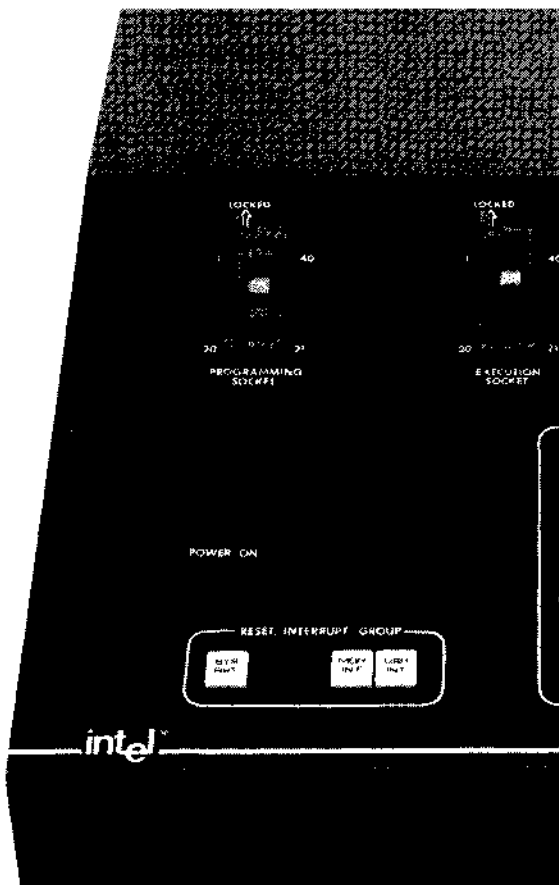 LOCKED
LOCKED
1 40
1 40
20 21
20 21
PROGRAMMING
SOCKET
EXECUTION
SOCKET
POWER ON
RESET INTERRUPT GROUP
SYS
RST
MON
INT
USR
INT
intel